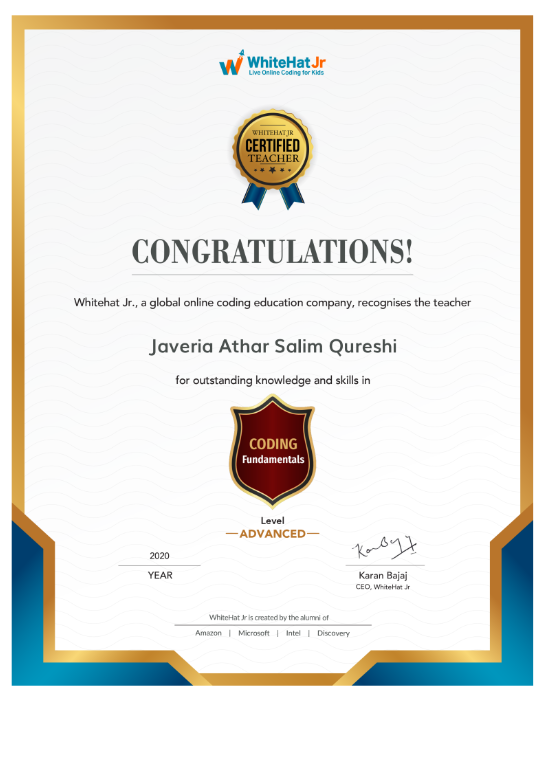 WhiteHat Jr
Live Online Coding for Kids
WHITEHAT JR
CERTIFIED
TEACHER
CONGRATULATIONS!
Whitehat Jr., a global online coding education company, recognises the teacher
Javeria Athar Salim Qureshi
for outstanding knowledge and skills in
CODING
Fundamentals
Level
ADVANCED
2020
YEAR
Karan Bajaj
CEO, WhiteHat Jr
WhiteHat Jr is created by the alumni of
Amazon | Microsoft | Intel | Discovery